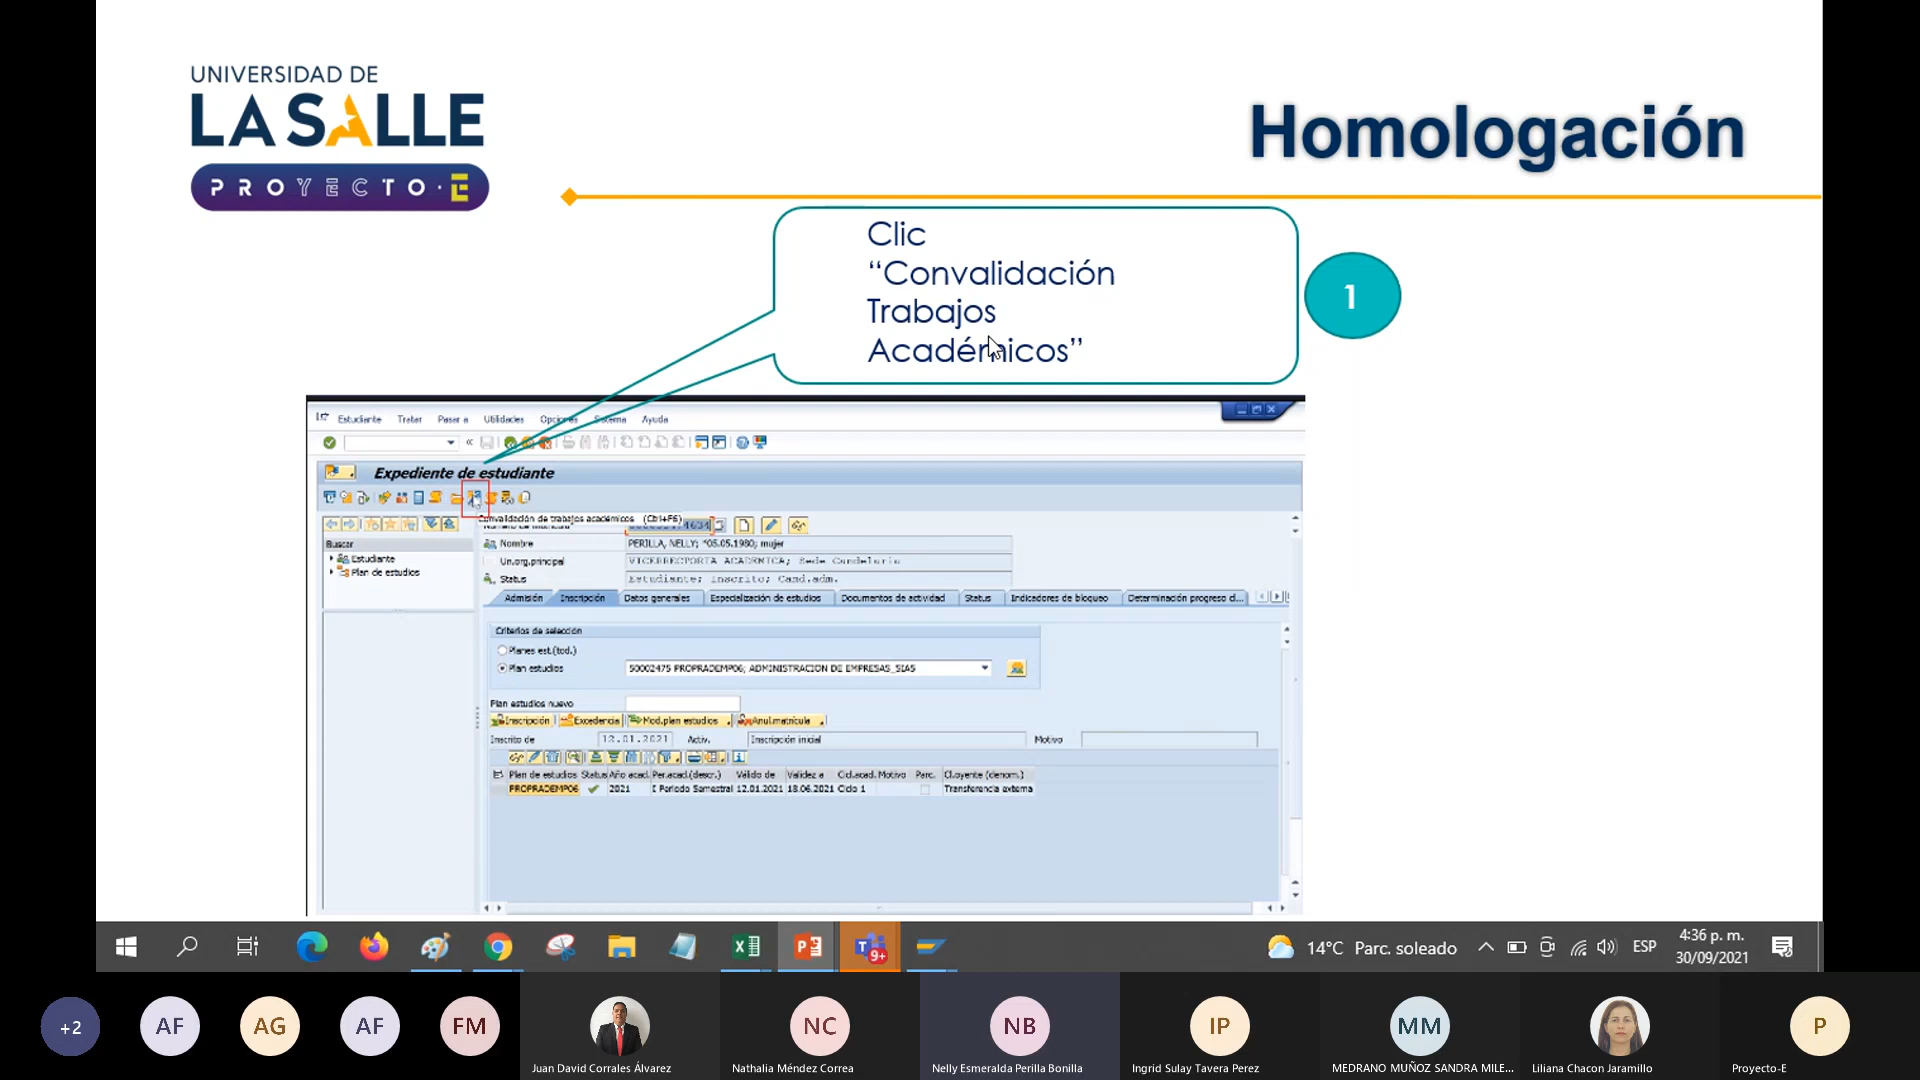 UNIVERSIDAD DE
LA SALLE
PROYECTO·E
Homologación
Clic
“Convalidación
Trabajos
Académicos”
1
Estudiante Tratar Pasar a Utilidades Opciones Sistema Ayuda
Expediente de estudiante
Convalidación de trabajos académicos (Ctrl+F6)
Buscar
Estudiante
Plan de estudios
Nombre PERILLA, NELLY; *05.05.1980; mujer
Un.org.principal VICERRECTORIA ACADEMICA; Sede Candelaria
Status Estudiante; Inscrito; Cand.adm.
Admisión Inscripción Datos generales Especialización de estudios Documentos de actividad Status Indicadores de bloqueo Determinación progreso d...
Criterios de selección
Planes est.(tod.)
Plan estudios 50002475 PROPRADEMP06; ADMINISTRACION DE EMPRESAS_SIAS
Plan estudios nuevo
Inscripción Excedencia Mod.plan estudios Anul.matrícula
Inscrito de 12.01.2021 Activ. Inscripción inicial Motivo
Plan de estudios Status Año acad. Per.acad.(descr.) Válido de Validez a Cicl.acad. Motivo Parc. Cl.oyente (denom.)
PROPRADEMP06 2021 I Periodo Semestral 12.01.2021 18.06.2021 Ciclo 1 Transferencia externa
9+
14°C Parc. soleado
ESP
4:36 p. m.
30/09/2021
+2
AF
AG
AF
FM
NC
NB
IP
MM
P
Juan David Corrales Álvarez
Nathalia Méndez Correa
Nelly Esmeralda Perilla Bonilla
Ingrid Sulay Tavera Perez
MEDRANO MUÑOZ SANDRA MILE...
Liliana Chacon Jaramillo
Proyecto-E